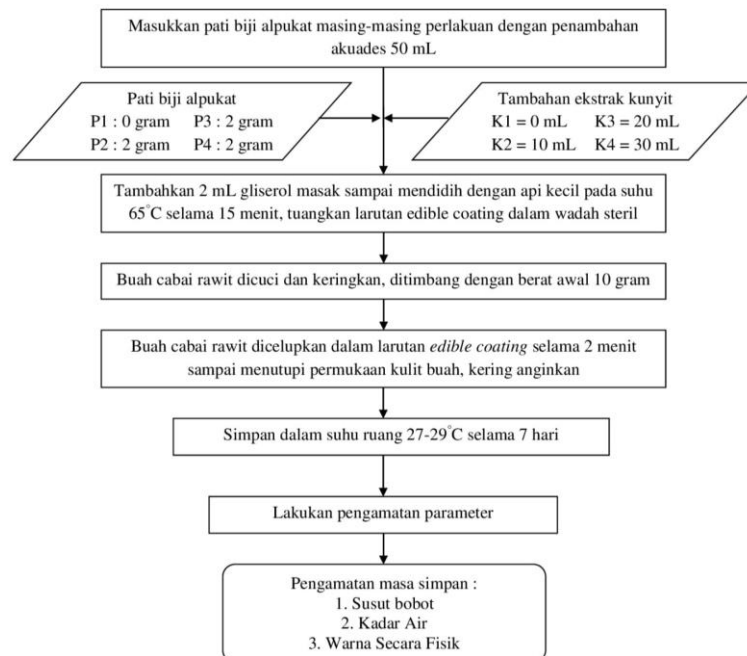 Masukkan pati biji alpukat masing-masing perlakuan dengan penambahan
akuades 50 mL
Pati biji alpukat
P1 : 0 gram P3 : 2 gram
P2 : 2 gram P4 : 2 gram
Tambahan ekstrak kunyit
K1 = 0 mL K3 = 20 mL
K2 = 10 mL K4 = 30 mL
Tambahkan 2 mL gliserol masak sampai mendidih dengan api kecil pada suhu
65°C selama 15 menit, tuangkan larutan edible coating dalam wadah steril
Buah cabai rawit dicuci dan keringkan, ditimbang dengan berat awal 10 gram
Buah cabai rawit dicelupkan dalam larutan edible coating selama 2 menit
sampai menutupi permukaan kulit buah, kering anginkan
Simpan dalam suhu ruang 27-29°C selama 7 hari
Lakukan pengamatan parameter
Pengamatan masa simpan :
1. Susut bobot
2. Kadar Air
3. Warna Secara Fisik